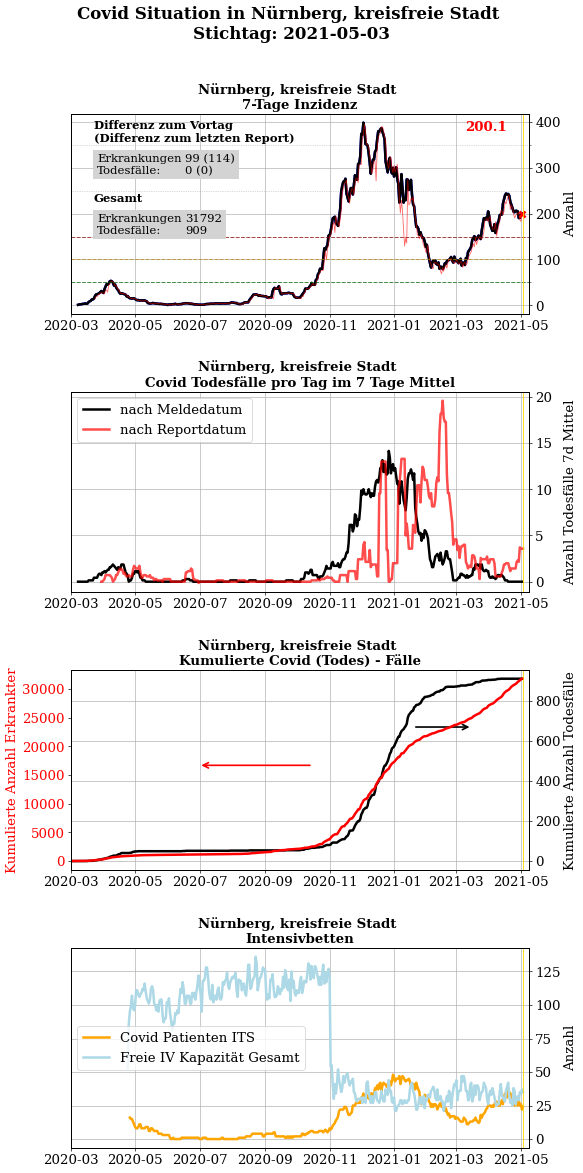 Covid Situation in Nürnberg, kreisfreie Stadt
Stichtag: 2021-05-03
Nürnberg, kreisfreie Stadt
7-Tage Inzidenz
Differenz zum Vortag
(Differenz zum letzten Report)
Erkrankungen 99 (114)
Todesfälle: 0 (0)
Gesamt
Erkrankungen 31792
Todesfälle: 909
200.1
400
300
200
100
0
Anzahl
2020-03 2020-05 2020-07 2020-09 2020-11 2021-01 2021-03 2021-05
Nürnberg, kreisfreie Stadt
Covid Todesfälle pro Tag im 7 Tage Mittel
nach Meldedatum
nach Reportdatum
20
15
10
5
0
Anzahl Todesfälle 7d Mittel
2020-03 2020-05 2020-07 2020-09 2020-11 2021-01 2021-03 2021-05
Nürnberg, kreisfreie Stadt
Kumulierte Covid (Todes) - Fälle
Kumulierte Anzahl Erkrankter
30000
25000
20000
15000
10000
5000
0
800
600
400
200
0
Kumulierte Anzahl Todesfälle
2020-03 2020-05 2020-07 2020-09 2020-11 2021-01 2021-03 2021-05
Nürnberg, kreisfreie Stadt
Intensivbetten
Covid Patienten ITS
Freie IV Kapazität Gesamt
125
100
75
50
25
0
Anzahl
2020-03 2020-05 2020-07 2020-09 2020-11 2021-01 2021-03 2021-05